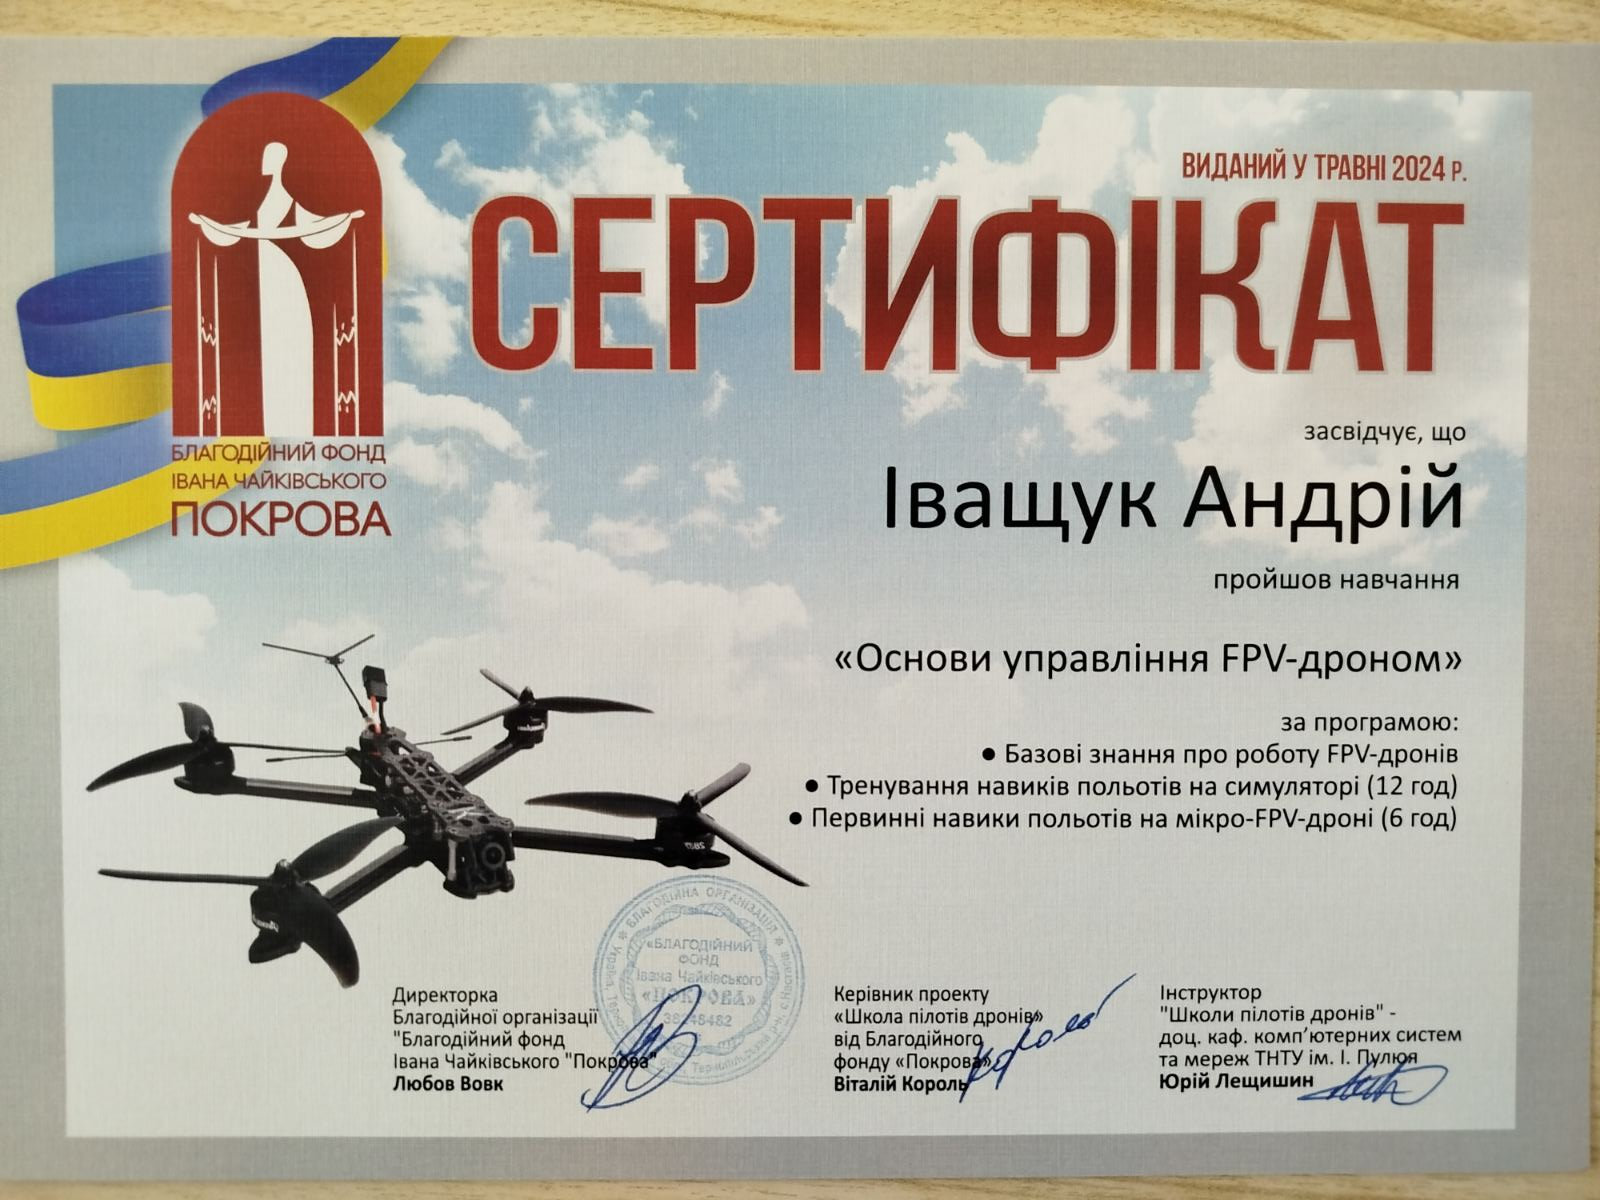 ВИДАНИЙ У ТРАВНІ 2024 р.
СЕРТИФІКАТ
БЛАГОДІЙНИЙ ФОНД
ІВАНА ЧАЙКІВСЬКОГО
ПОКРОВА
засвідчує, що
Іващук Андрій
пройшов навчання
«Основи управління FPV-дроном»
за програмою:
● Базові знання про роботу FPV-дронів
● Тренування навиків польотів на симуляторі (12 год)
● Первинні навики польотів на мікро-FPV-дроні (6 год)
БЛАГОДІЙНА ОРГАНІЗАЦІЯ
«БЛАГОДІЙНИЙ
ФОНД
Івана Чайківського
«ПОКРОВА»
Директорка
Благодійної організації
"Благодійний фонд
Івана Чайківського "Покрова"
Любов Вовк
Керівник проекту
«Школа пілотів дронів»
від Благодійного
фонду «Покрова»
Віталій Король
Король
Інструктор
"Школи пілотів дронів" -
доц. каф. комп’ютерних систем
та мереж ТНТУ ім. І. Пулюя
Юрій Лещишин